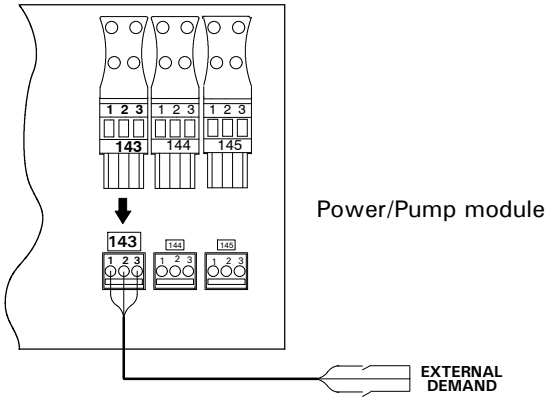 1 2 3 1 2 3 1 2 3
143 144 145
Power/Pump module
143 144 145
1 2 3 1 2 3 1 2 3
EXTERNAL
DEMAND